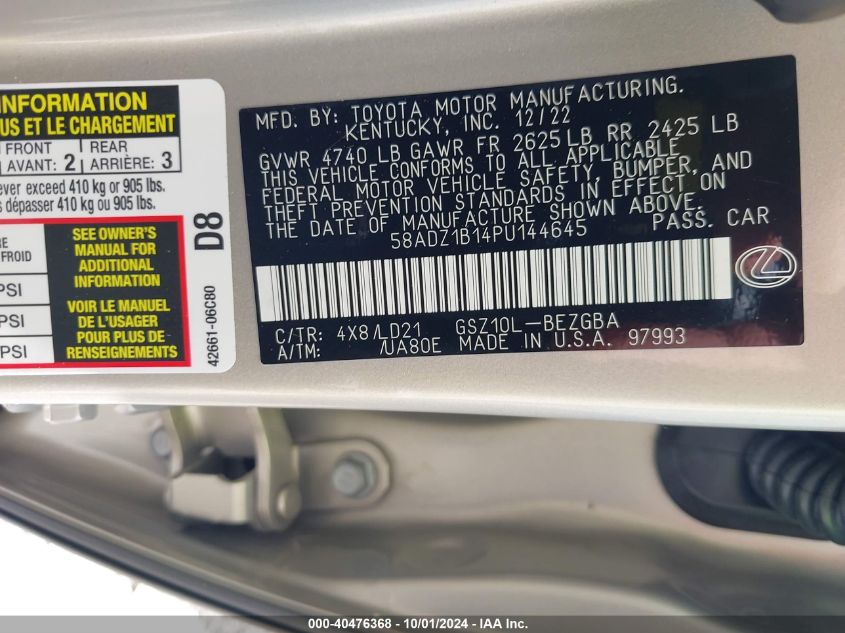 INFORMATION
US ET LE CHARGEMENT
FRONT
AVANT: 2
REAR
ARRIÈRE: 3
ever exceed 410 kg or 905 lbs.
s dépasser 410 kg ou 905 lbs.
RE
FROID
PSI
PSI
PSI
SEE OWNER'S
MANUAL FOR
ADDITIONAL
INFORMATION
VOIR LE MANUEL
DE L'USAGER
POUR PLUS DE
RENSEIGNEMENTS
D8
42661-06C80
MFD. BY: TOYOTA MOTOR MANUFACTURING.
KENTUCKY, INC. 12/22
GVWR 4740 LB GAWR FR 2625 LB RR 2425 LB
THIS VEHICLE CONFORMS TO ALL APPLICABLE
FEDERAL MOTOR VEHICLE SAFETY, BUMPER, AND
THEFT PREVENTION STANDARDS IN EFFECT ON
THE DATE OF MANUFACTURE SHOWN ABOVE.
58ADZ1B14PU144645 PASS. CAR
C/TR: 4X8/LD21 GSZ10L-BEZGBA
A/TM: /UA80E MADE IN U.S.A. 97993
000-40476368 - 10/01/2024 - IAA Inc.